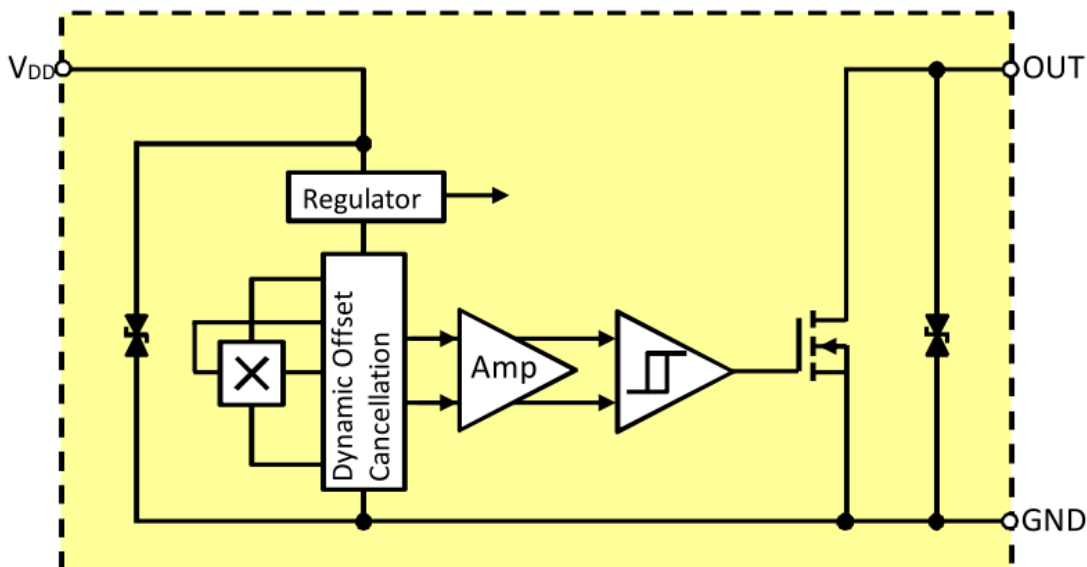 VDD
OUT
Regulator
Dynamic Offset
Cancellation
Amp
GND